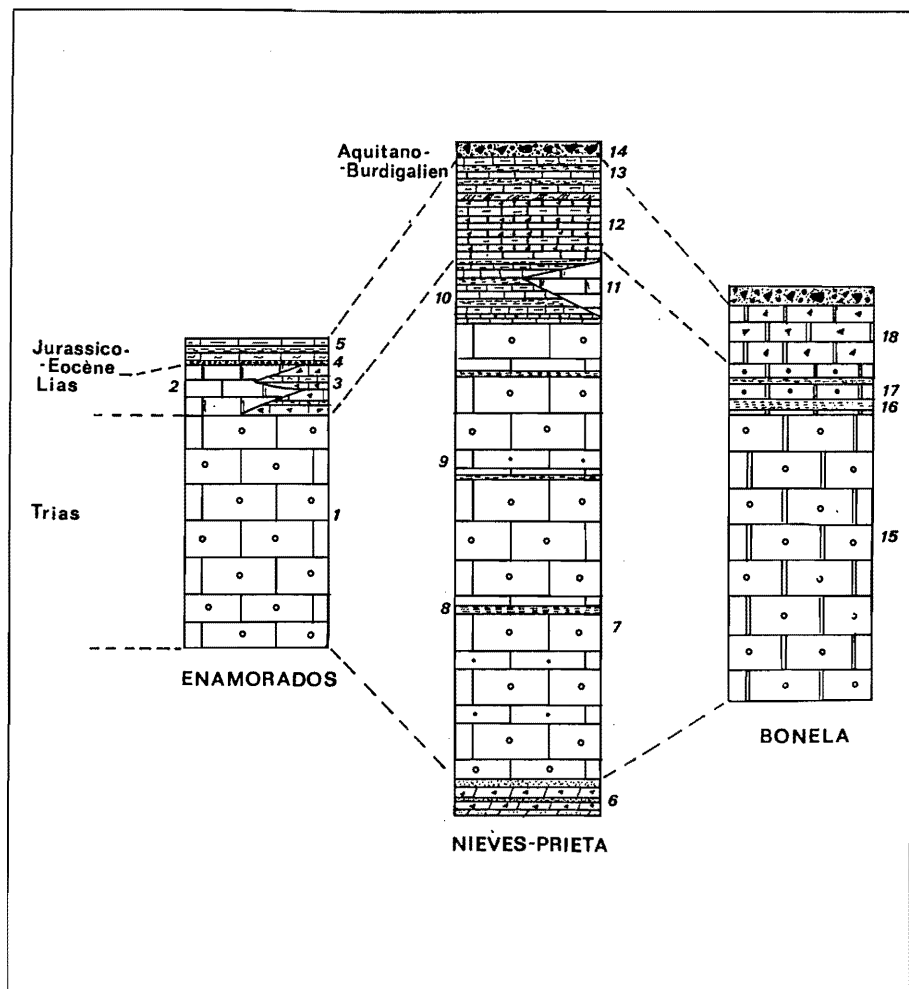 Aquitano-
-Burdigalien
14
13
12
11
10
Jurassico-
-Eocène
Lias
5
4
2
3
18
17
16
9
Trias
1
15
8
7
ENAMORADOS
BONELA
6
NIEVES-PRIETA